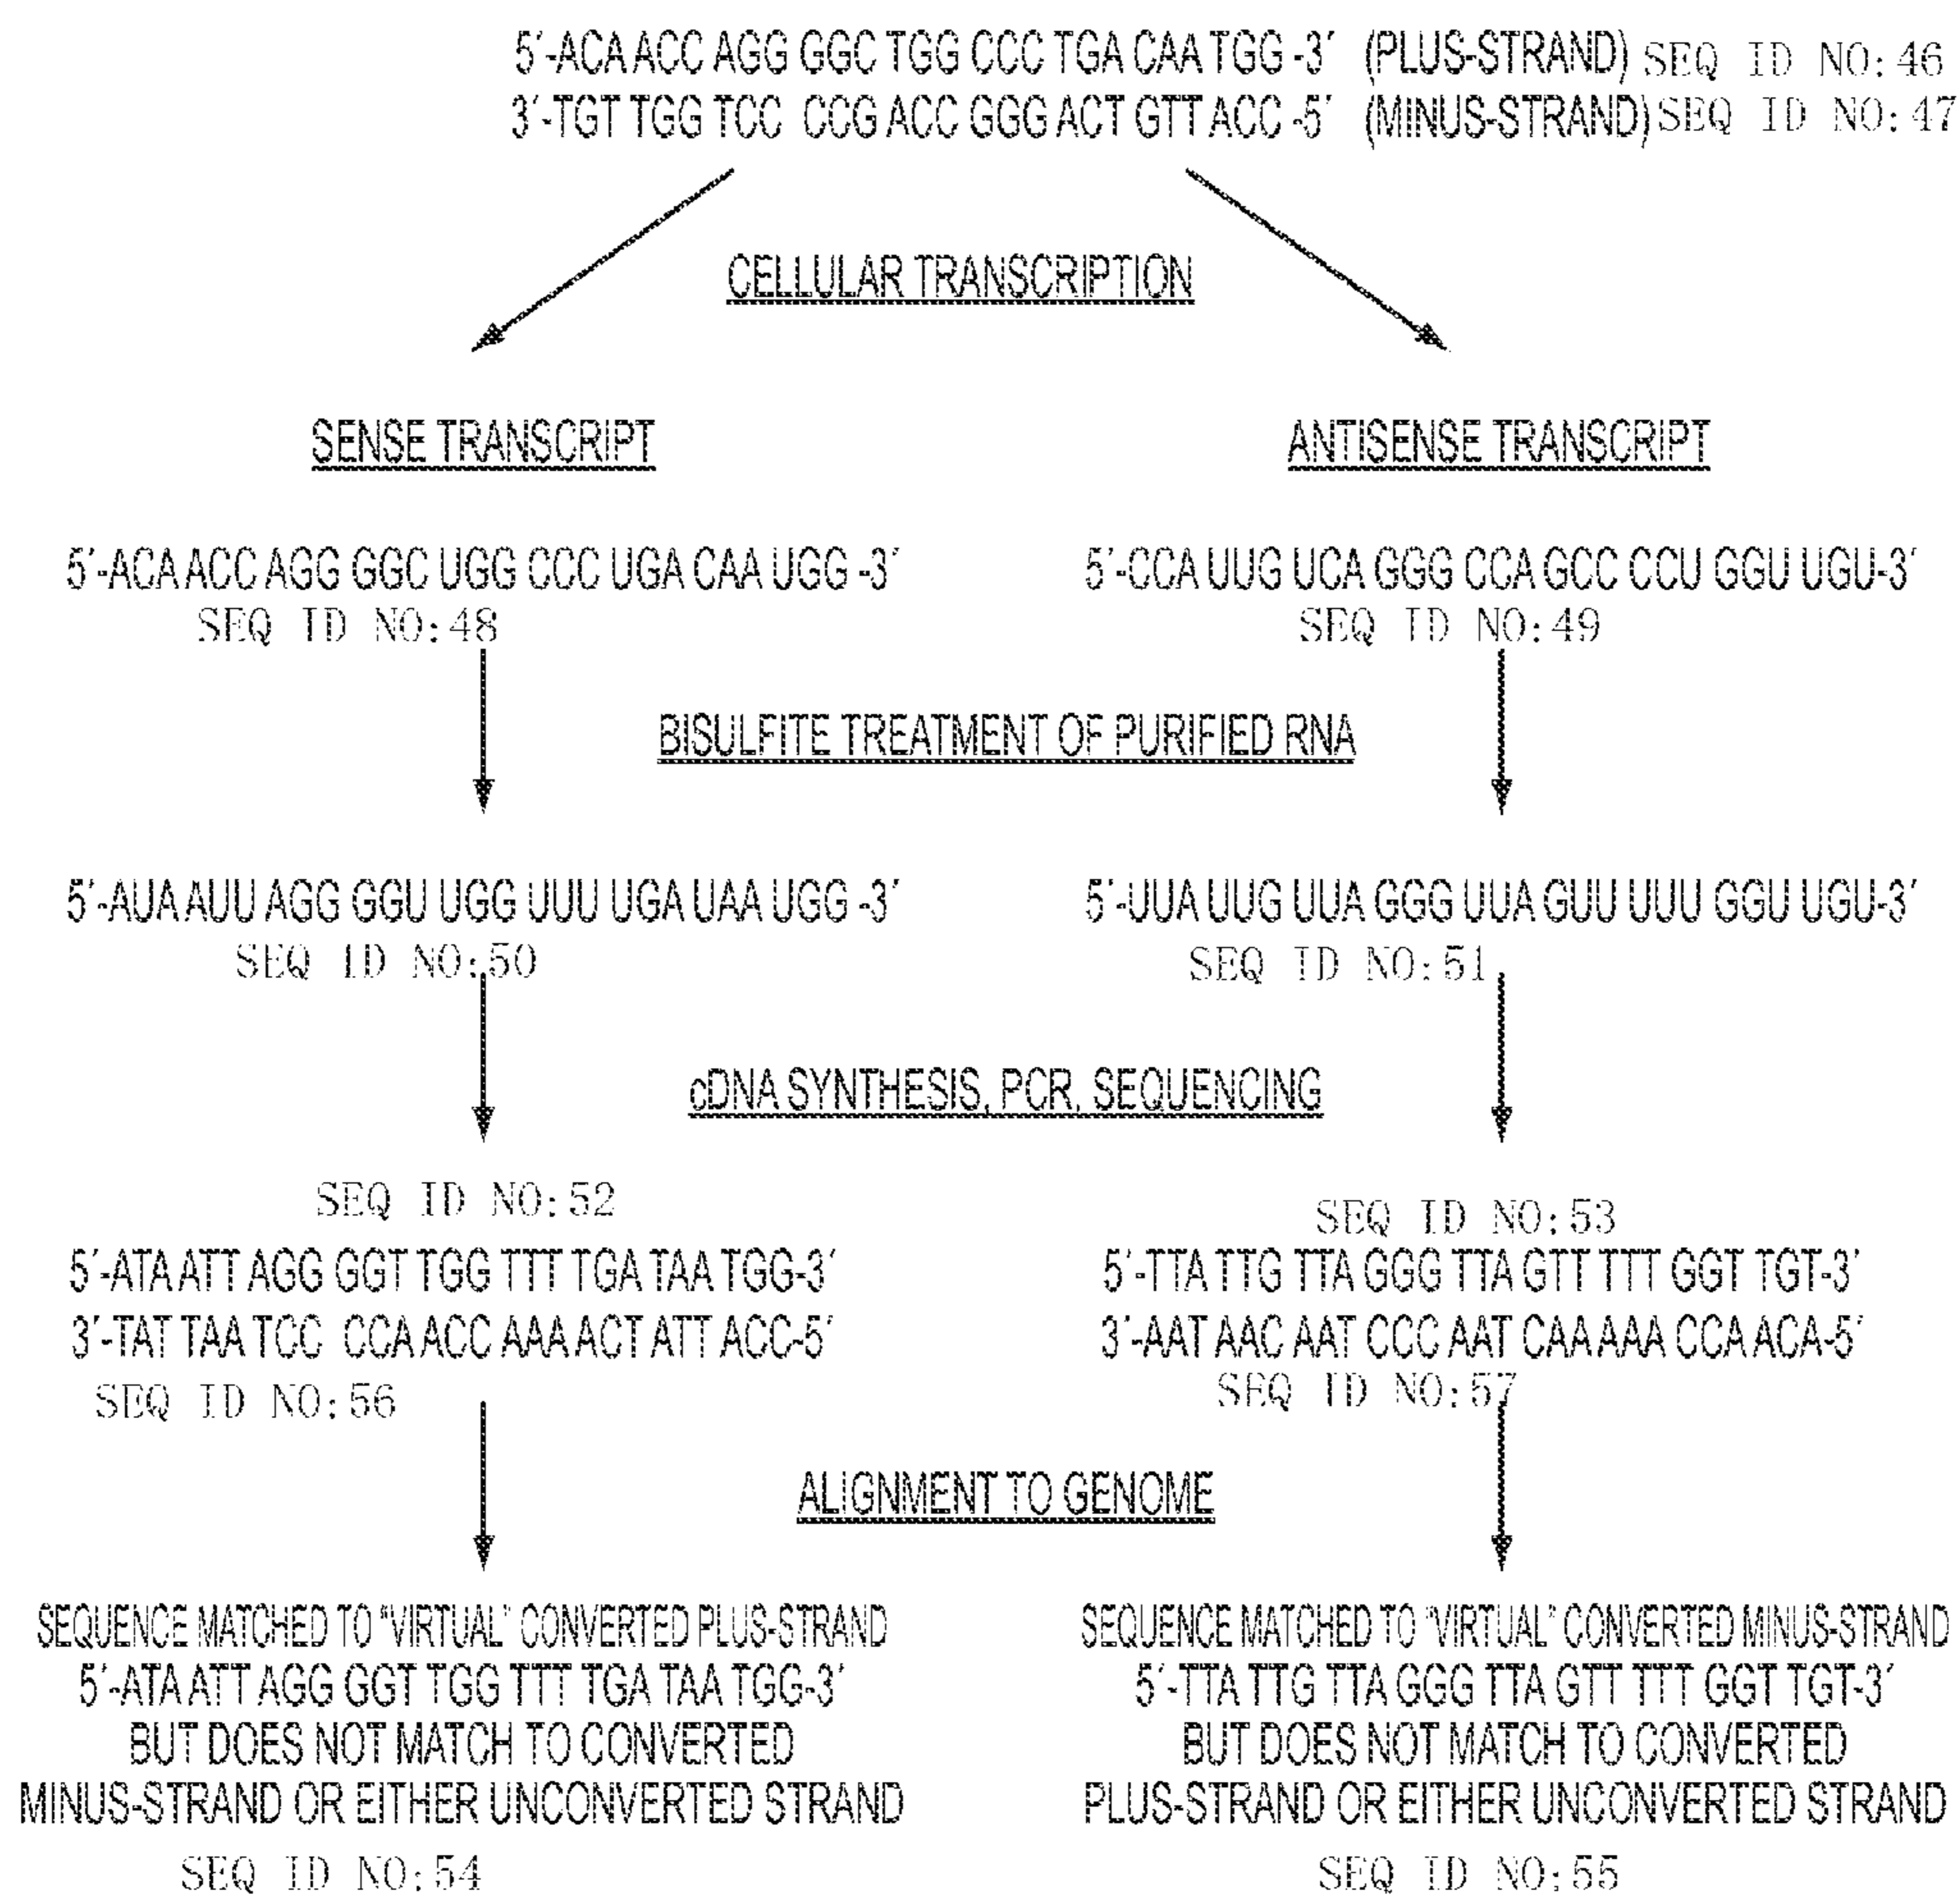 5´-ACA ACC AGG GGC TGG CCC TGA CAA TGG -3´ (PLUS-STRAND) SEQ ID NO:46
3´-TGT TGG TCC CCG ACC GGG ACT GTT ACC -5´ (MINUS-STRAND) SEQ ID NO:47
CELLULAR TRANSCRIPTION
SENSE TRANSCRIPT
ANTISENSE TRANSCRIPT
5´-ACA ACC AGG GGC UGG CCC UGA CAA UGG -3´
SEQ ID NO:48
5´-CCA UUG UCA GGG CCA GCC CCU GGU UGU-3´
SEQ ID NO:49
BISULFITE TREATMENT OF PURIFIED RNA
5´-AUA AUU AGG GGU UGG UUU UGA UAA UGG -3´
SEQ ID NO:50
5´-UUA UUG UUA GGG UUA GUU UUU GGU UGU-3´
SEQ ID NO:51
cDNA SYNTHESIS, PCR, SEQUENCING
SEQ ID NO:52
5´-ATA ATT AGG GGT TGG TTT TGA TAA TGG-3´
3´-TAT TAA TCC CCA ACC AAA ACT ATT ACC-5´
SEQ ID NO:56
SEQ ID NO:53
5´-TTA TTG TTA GGG TTA GTT TTT GGT TGT-3´
3´-AAT AAC AAT CCC AAT CAA AAA CCA ACA-5´
SEQ ID NO:57
ALIGNMENT TO GENOME
SEQUENCE MATCHED TO "VIRTUAL" CONVERTED PLUS-STRAND
5´-ATA ATT AGG GGT TGG TTT TGA TAA TGG-3´
BUT DOES NOT MATCH TO CONVERTED
MINUS-STRAND OR EITHER UNCONVERTED STRAND
SEQ ID NO:54
SEQUENCE MATCHED TO "VIRTUAL" CONVERTED MINUS-STRAND
5´-TTA TTG TTA GGG TTA GTT TTT GGT TGT-3´
BUT DOES NOT MATCH TO CONVERTED
PLUS-STRAND OR EITHER UNCONVERTED STRAND
SEQ ID NO:55